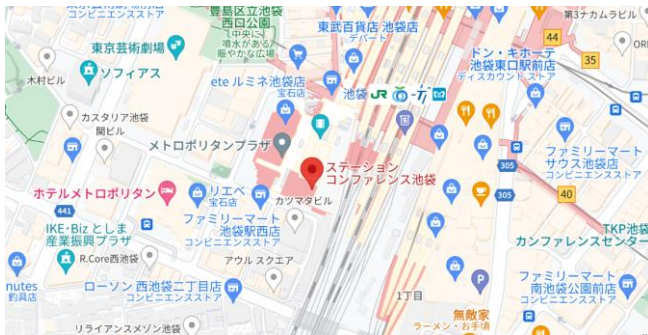 東京芸術劇場
コンビニエンスストア
豊島区立池袋
西口公園
中央に
噴水がある
賑やかな広場
東武百貨店 池袋店
デパート
第3ナカムラビル
44
35
ドン・キホーテ
池袋東口駅前店
ディスカウント ストア
木村ビル
ソフィアス
ete ルミネ池袋店
宝石店
池袋
JR
カスタリア池袋
関ビル
メトロポリタンプラザ
ステーション
コンファレンス池袋
ファミリーマート
サウス池袋店
コンビニエンスストア
305
305
40
ホテルメトロポリタン
リエベ
宝石店
カツマタビル
441
ファミリーマート
池袋駅西店
コンビニエンスストア
IKE・Biz としま
産業振興プラザ
TKP池袋
カンファレンスセンター
R.Core西池袋
アウル スクエア
nutes
釣具店
ローソン 西池袋二丁目店
コンビニエンスストア
1丁目
P
ファミリーマート
南池袋公園前店
コンビニエンスストア
無敵家
ラーメン・お手頃
リライアンスメゾン池袋